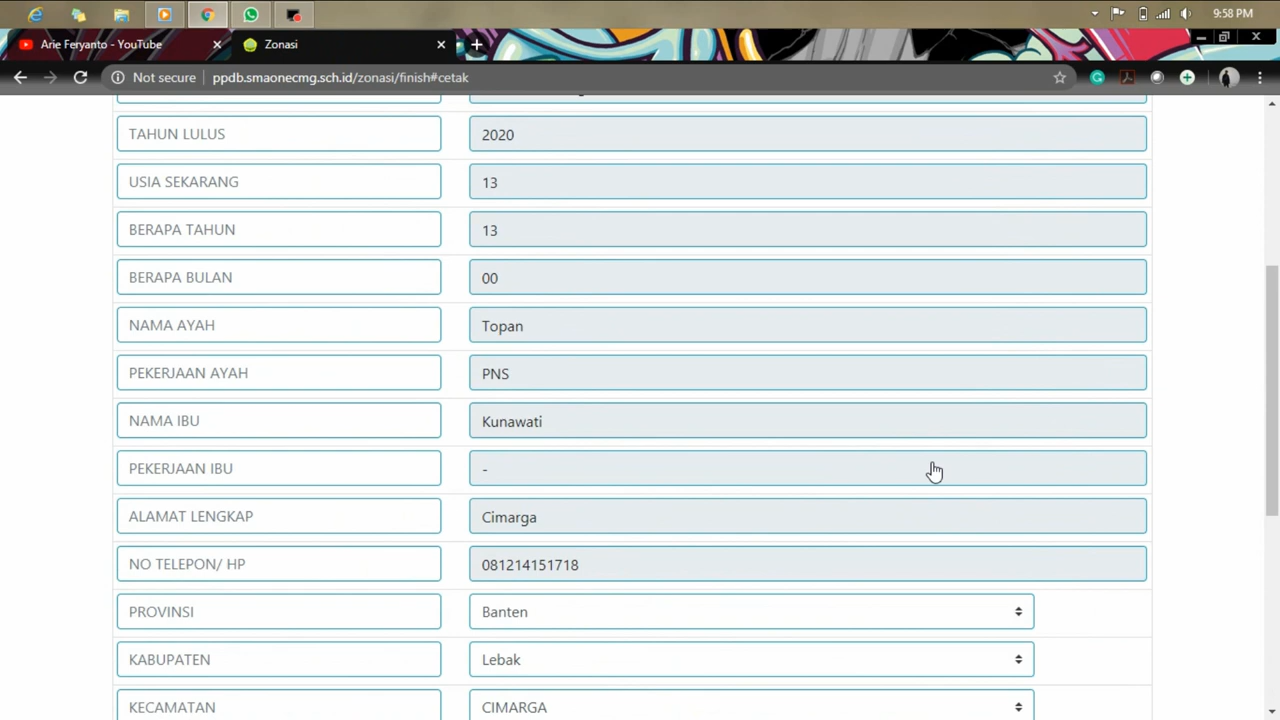 9:58 PM
Arie Feryanto - YouTube
Zonasi
Not secure
ppdb.smaonecmg.sch.id/zonasi/finish#cetak
TAHUN LULUS 2020
USIA SEKARANG 13
BERAPA TAHUN 13
BERAPA BULAN 00
NAMA AYAH Topan
PEKERJAAN AYAH PNS
NAMA IBU Kunawati
PEKERJAAN IBU -
ALAMAT LENGKAP Cimarga
NO TELEPON/ HP 081214151718
PROVINSI Banten
KABUPATEN Lebak
KECAMATAN CIMARGA